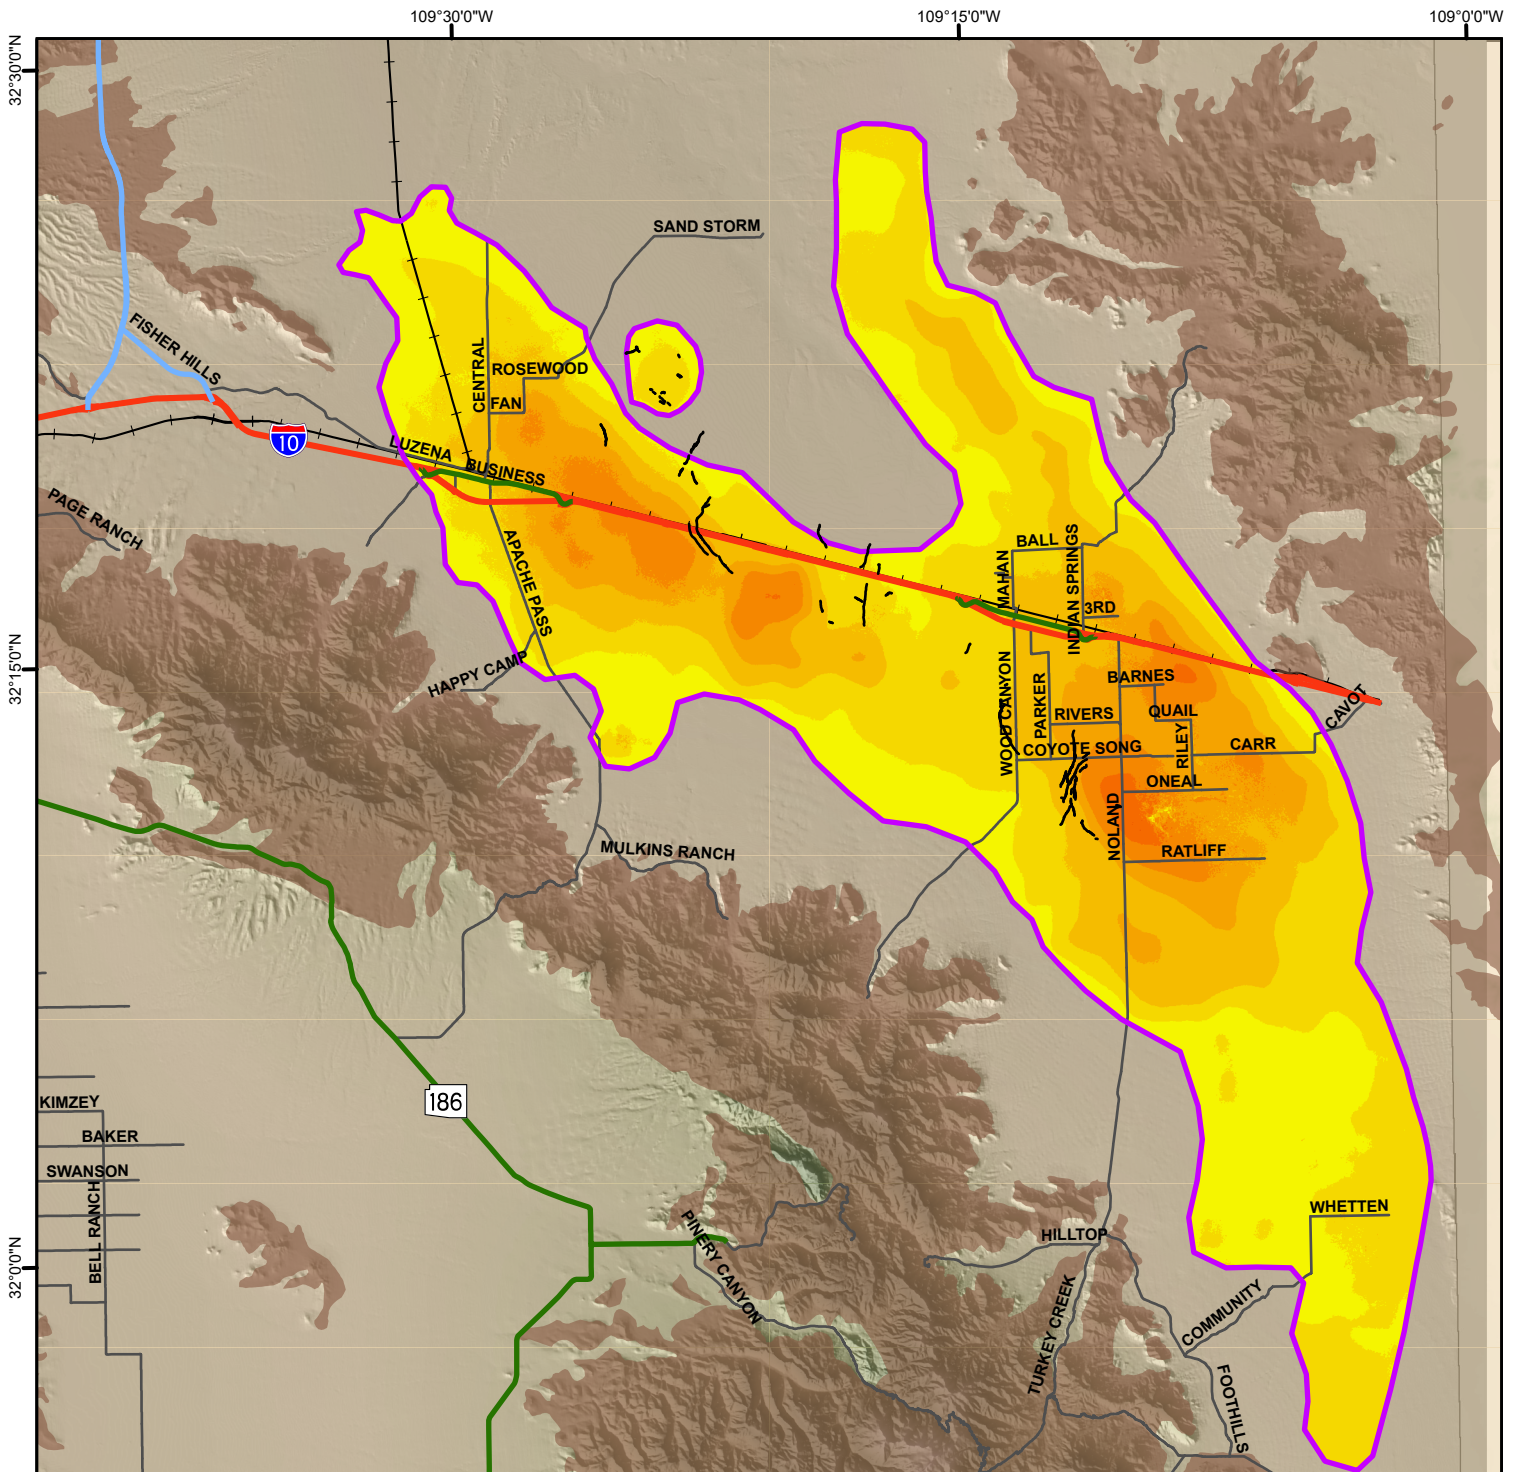 109°30'0"W
109°15'0"W
109°0'0"W
32°30'0"N
SAND STORM
FISHER HILLS
CENTRAL
ROSEWOOD
FAN
10
LUZENA
BUSINESS
PAGE RANCH
APACHE PASS
BALL
MAHAN
INDIAN SPRINGS
3RD
32°15'0"N
HAPPY CAMP
WOOD CANYON
PARKER
BARNES
RIVERS
QUAIL
RILEY
CAVOT
COYOTE SONG
CARR
ONEAL
NOLAND
RATLIFF
MULKINS RANCH
186
KIMZEY
BAKER
SWANSON
BELL RANCH
PINERY CANYON
HILLTOP
WHETTEN
32°0'0"N
TURKEY CREEK
COMMUNITY
FOOTHILLS